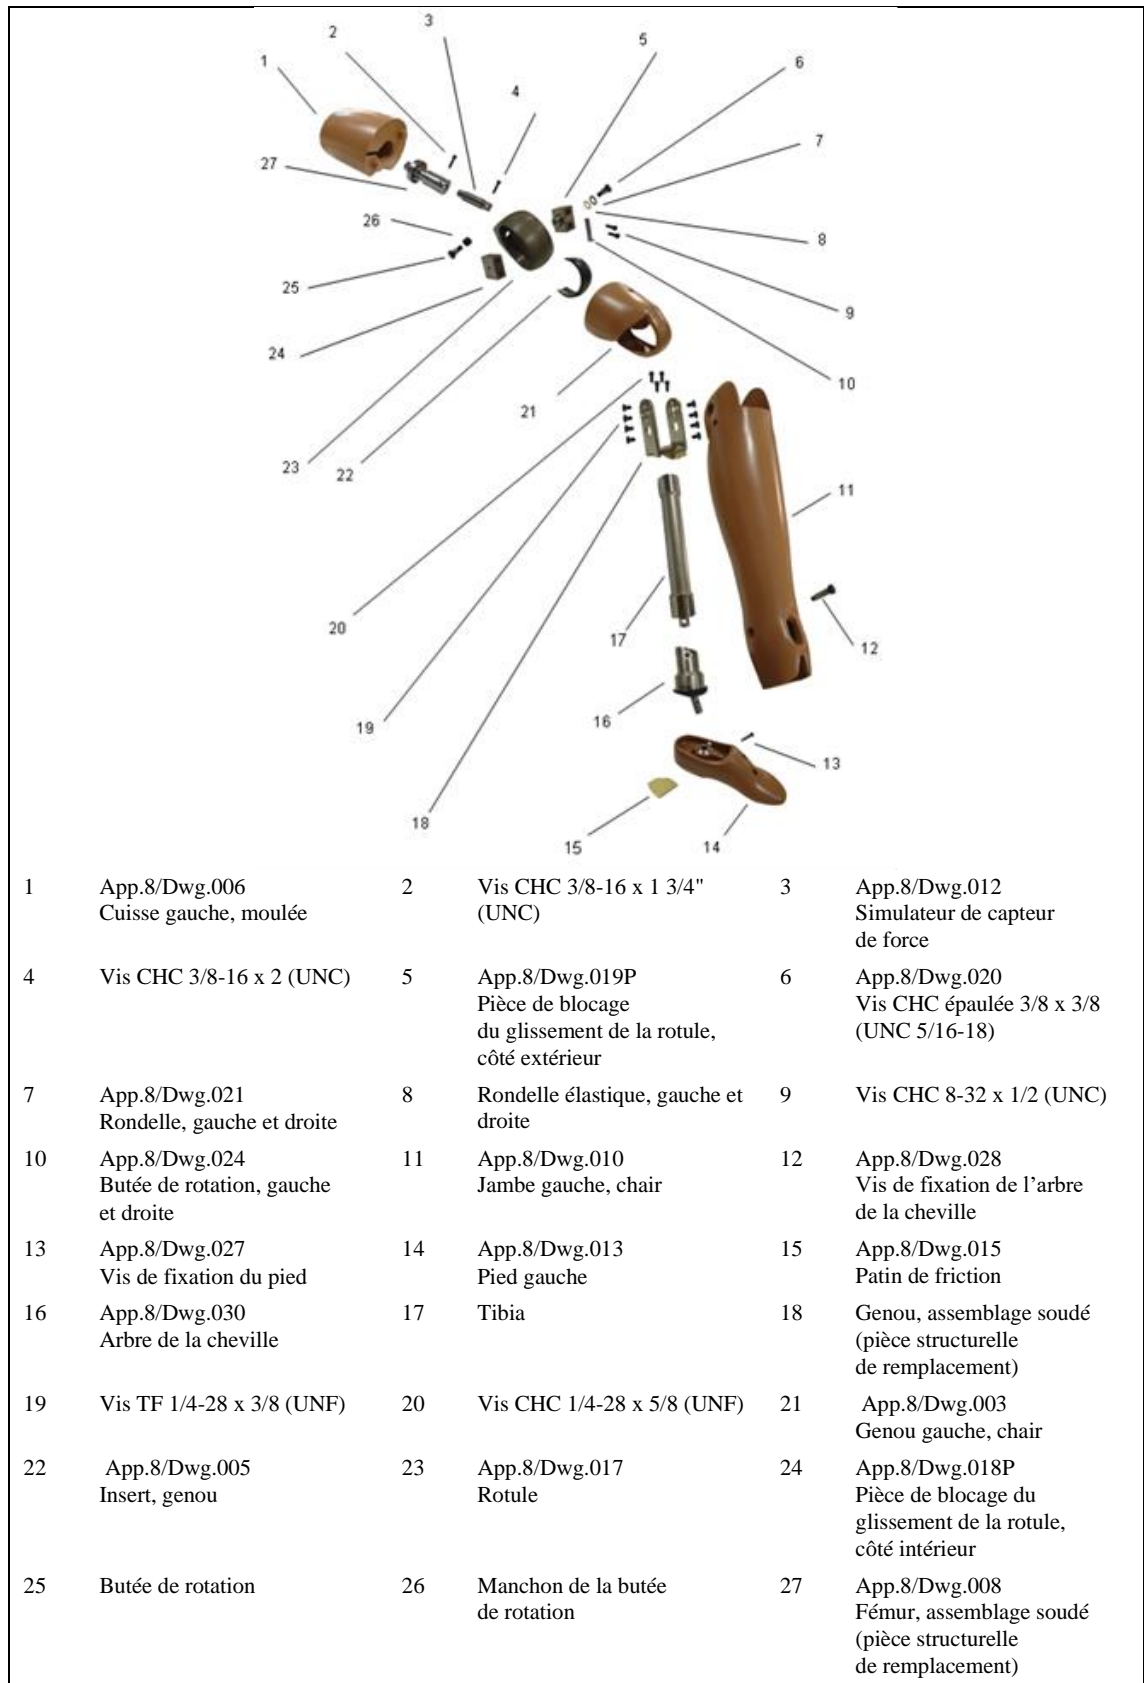 3
2
5
1
6
4
7
27
26
8
25
9
24
10
21
23
22
11
20
17
12
19
16
13
18
15
14
1 App.8/Dwg.006 2 Vis CHC 3/8-16 x 1 3/4" 3 App.8/Dwg.012
Cuisse gauche, moulée (UNC) Simulateur de capteur
de force
4 Vis CHC 3/8-16 x 2 (UNC) 5 App.8/Dwg.019P 6 App.8/Dwg.020
Pièce de blocage Vis CHC épaulée 3/8 x 3/8
du glissement de la rotule, (UNC 5/16-18)
côté extérieur
7 App.8/Dwg.021 8 Rondelle élastique, gauche et 9 Vis CHC 8-32 x 1/2 (UNC)
Rondelle, gauche et droite droite
10 App.8/Dwg.024 11 App.8/Dwg.010 12 App.8/Dwg.028
Butée de rotation, gauche Jambe gauche, chair Vis de fixation de l’arbre
et droite de la cheville
13 App.8/Dwg.027 14 App.8/Dwg.013 15 App.8/Dwg.015
Vis de fixation du pied Pied gauche Patin de friction
16 App.8/Dwg.030 17 Tibia 18 Genou, assemblage soudé
Arbre de la cheville (pièce structurelle
de remplacement)
19 Vis TF 1/4-28 x 3/8 (UNF) 20 Vis CHC 1/4-28 x 5/8 (UNF) 21 App.8/Dwg.003
Genou gauche, chair
22 App.8/Dwg.005 23 App.8/Dwg.017 24 App.8/Dwg.018P
Insert, genou Rotule Pièce de blocage du
glissement de la rotule,
côté intérieur
25 Butée de rotation 26 Manchon de la butée 27 App.8/Dwg.008
de rotation Fémur, assemblage soudé
(pièce structurelle
de remplacement)